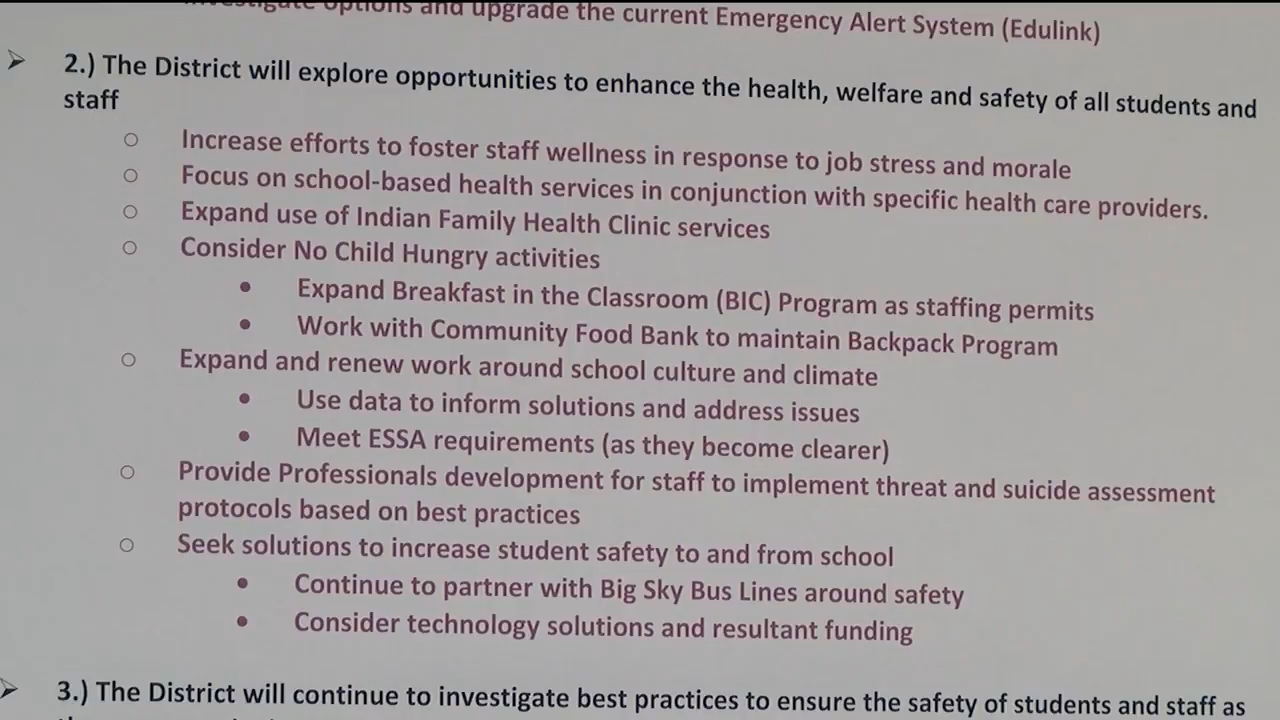 Investigate options and upgrade the current Emergency Alert System (Edulink)
2.) The District will explore opportunities to enhance the health, welfare and safety of all students and
staff
Increase efforts to foster staff wellness in response to job stress and morale
Focus on school-based health services in conjunction with specific health care providers.
Expand use of Indian Family Health Clinic services
Consider No Child Hungry activities
Expand Breakfast in the Classroom (BIC) Program as staffing permits
Work with Community Food Bank to maintain Backpack Program
Expand and renew work around school culture and climate
Use data to inform solutions and address issues
Meet ESSA requirements (as they become clearer)
Provide Professionals development for staff to implement threat and suicide assessment
protocols based on best practices
Seek solutions to increase student safety to and from school
Continue to partner with Big Sky Bus Lines around safety
Consider technology solutions and resultant funding
3.) The District will continue to investigate best practices to ensure the safety of students and staff as